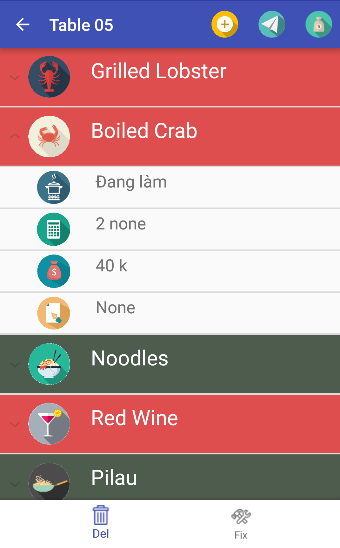 Table 05
Grilled Lobster
Boiled Crab
Đang làm
2 none
40 k
None
Noodles
Red Wine
Pilau
Del
Fix